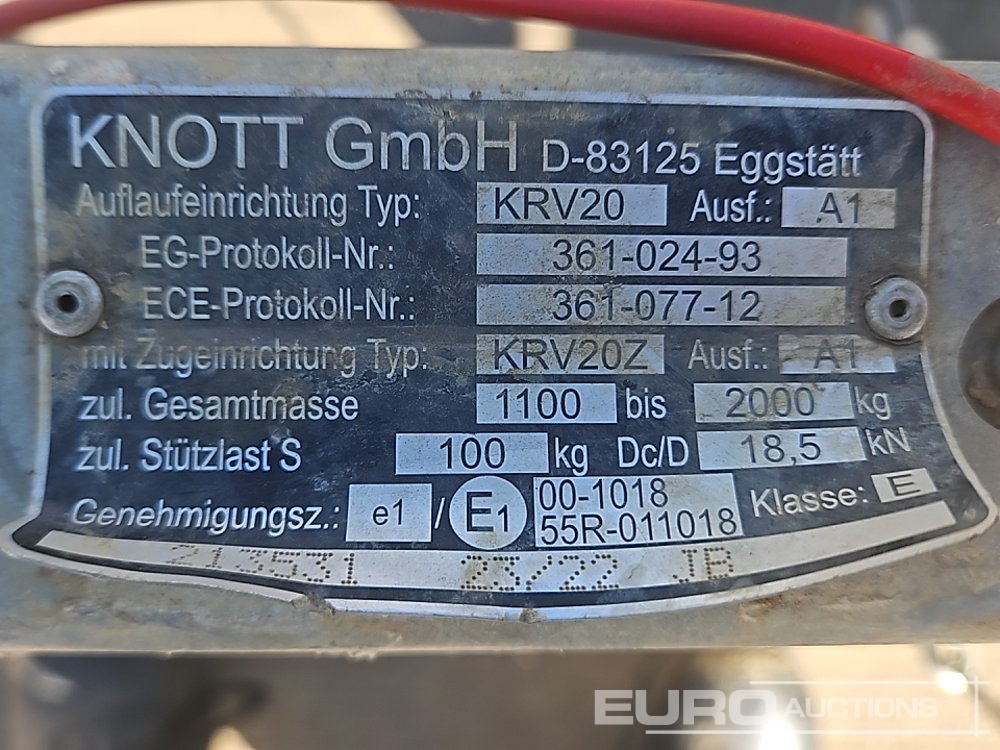 KNOTT GmbH D-83125 Eggstätt
Auflaufeinrichtung Typ: KRV20 Ausf.: A1
EG-Protokoll-Nr.: 361-024-93
ECE-Protokoll-Nr.: 361-077-12
mit Zugeinrichtung Typ: KRV20Z Ausf.: A1
zul. Gesamtmasse 1100 bis 2000 kg
zul. Stützlast S 100 kg Dc/D 18,5 kN
Genehmigungsz.: e1 / E1 00-1018 Klasse: E
55R-011018
213531 23/22 JB
EURO AUCTIONS